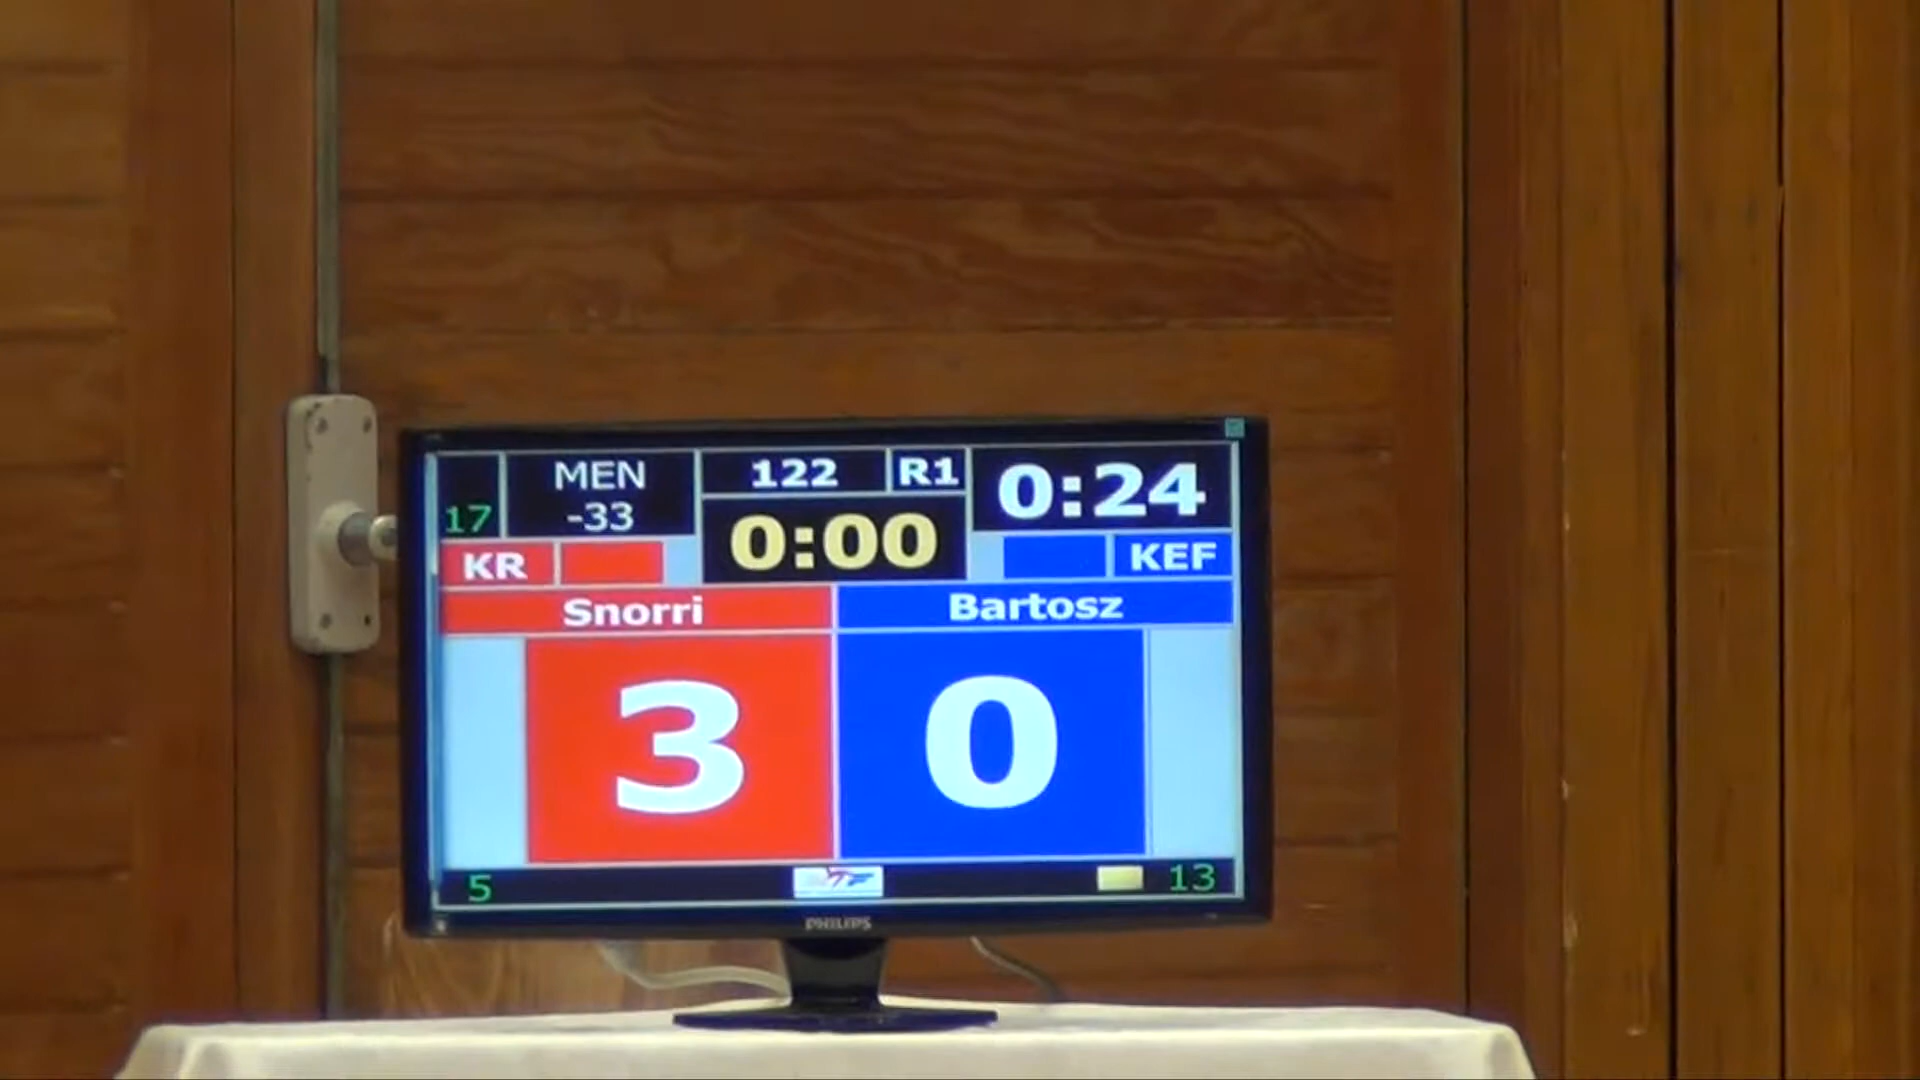 17
MEN
-33
122
R1
0:24
0:00
KR
KEF
Snorri
Bartosz
3
0
5
13
PHILIPS